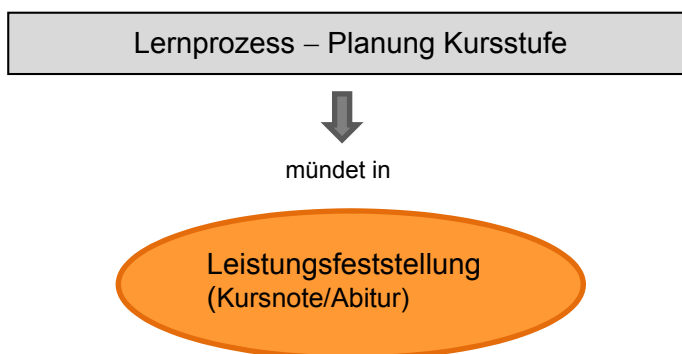 Lernprozess – Planung Kursstufe
mündet in
Leistungsfeststellung
(Kursnote/Abitur)